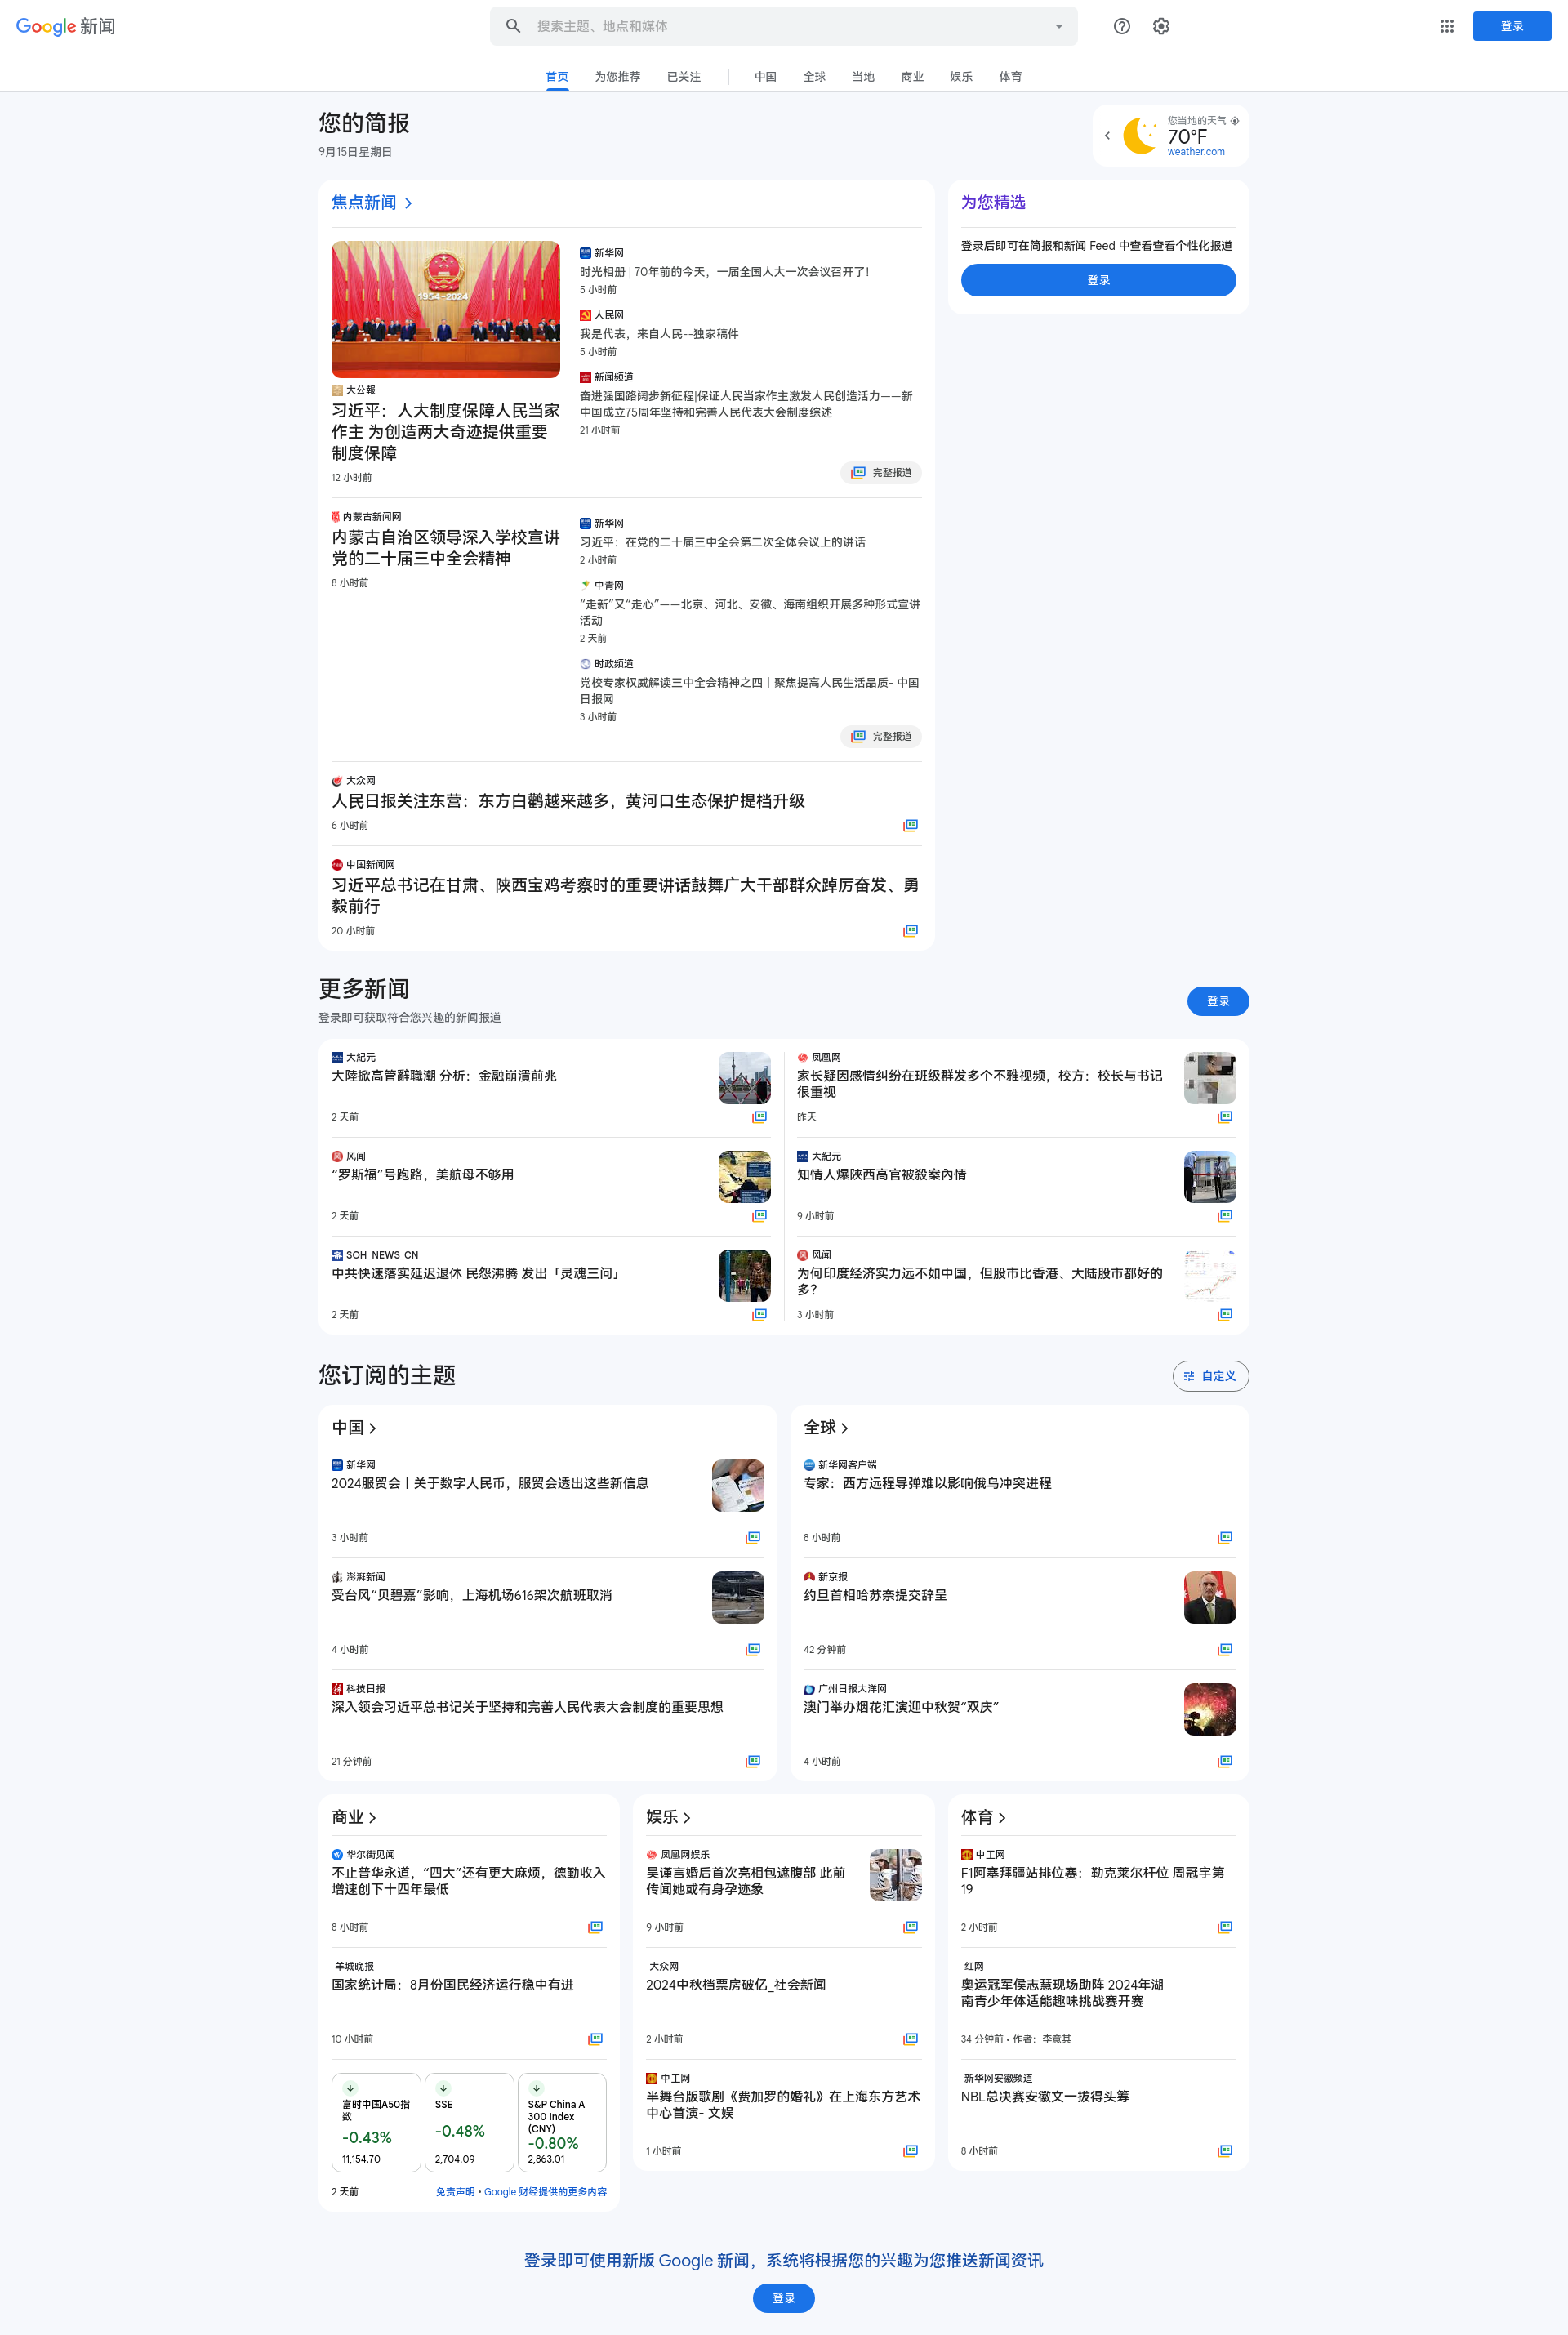 Google 新闻
搜索主题、地点和媒体
登录
首页 为您推荐 已关注 中国 全球 当地 商业 娱乐 体育
您的简报
9月15日星期日
您当地的天气
70°F
weather.com
焦点新闻
1954-2024
大公報
习近平：人大制度保障人民当家
作主 为创造两大奇迹提供重要
制度保障
12 小时前
新华网
时光相册 | 70年前的今天，一届全国人大一次会议召开了！
5 小时前
人民网
我是代表，来自人民--独家稿件
5 小时前
新闻频道
奋进强国路阔步新征程|保证人民当家作主激发人民创造活力——新
中国成立75周年坚持和完善人民代表大会制度综述
21 小时前
完整报道
为您精选
登录后即可在简报和新闻 Feed 中查看查看个性化报道
登录
内蒙古新闻网
内蒙古自治区领导深入学校宣讲
党的二十届三中全会精神
8 小时前
新华网
习近平：在党的二十届三中全会第二次全体会议上的讲话
2 小时前
中青网
“走新”又“走心”——北京、河北、安徽、海南组织开展多种形式宣讲
活动
2 天前
时政频道
党校专家权威解读三中全会精神之四丨聚焦提高人民生活品质- 中国
日报网
3 小时前
完整报道
大众网
人民日报关注东营：东方白鹳越来越多，黄河口生态保护提档升级
6 小时前
中国新闻网
习近平总书记在甘肃、陕西宝鸡考察时的重要讲话鼓舞广大干部群众踔厉奋发、勇
毅前行
20 小时前
更多新闻
登录即可获取符合您兴趣的新闻报道
登录
大紀元
大陸掀高管辭職潮 分析：金融崩潰前兆
2 天前
凤凰网
家长疑因感情纠纷在班级群发多个不雅视频，校方：校长与书记
很重视
昨天
风闻
“罗斯福”号跑路，美航母不够用
2 天前
大紀元
知情人爆陝西高官被殺案內情
9 小时前
SOH NEWS CN
中共快速落实延迟退休 民怨沸腾 发出「灵魂三问」
2 天前
风闻
为何印度经济实力远不如中国，但股市比香港、大陆股市都好的
多？
3 小时前
您订阅的主题
自定义
中国
新华网
2024服贸会丨关于数字人民币，服贸会透出这些新信息
3 小时前
澎湃新闻
受台风“贝碧嘉”影响，上海机场616架次航班取消
4 小时前
科技日报
深入领会习近平总书记关于坚持和完善人民代表大会制度的重要思想
21 分钟前
全球
新华网客户端
专家：西方远程导弹难以影响俄乌冲突进程
8 小时前
新京报
约旦首相哈苏奈提交辞呈
42 分钟前
广州日报大洋网
澳门举办烟花汇演迎中秋贺“双庆”
4 小时前
商业
华尔街见闻
不止普华永道，“四大”还有更大麻烦，德勤收入
增速创下十四年最低
8 小时前
羊城晚报
国家统计局：8月份国民经济运行稳中有进
10 小时前
富时中国A50指
数
-0.43%
11,154.70
SSE
-0.48%
2,704.09
S&P China A
300 Index
(CNY)
-0.80%
2,863.01
2 天前
免责声明 • Google 财经提供的更多内容
娱乐
凤凰网娱乐
吴谨言婚后首次亮相包遮腹部 此前
传闻她或有身孕迹象
9 小时前
大众网
2024中秋档票房破亿_社会新闻
2 小时前
中工网
半舞台版歌剧《费加罗的婚礼》在上海东方艺术
中心首演- 文娱
1 小时前
体育
中工网
F1阿塞拜疆站排位赛：勒克莱尔杆位 周冠宇第
19
2 小时前
红网
奥运冠军侯志慧现场助阵 2024年湖
南青少年体适能趣味挑战赛开赛
34 分钟前 • 作者：李意其
新华网安徽频道
NBL总决赛安徽文一拔得头筹
8 小时前
登录即可使用新版 Google 新闻，系统将根据您的兴趣为您推送新闻资讯
登录